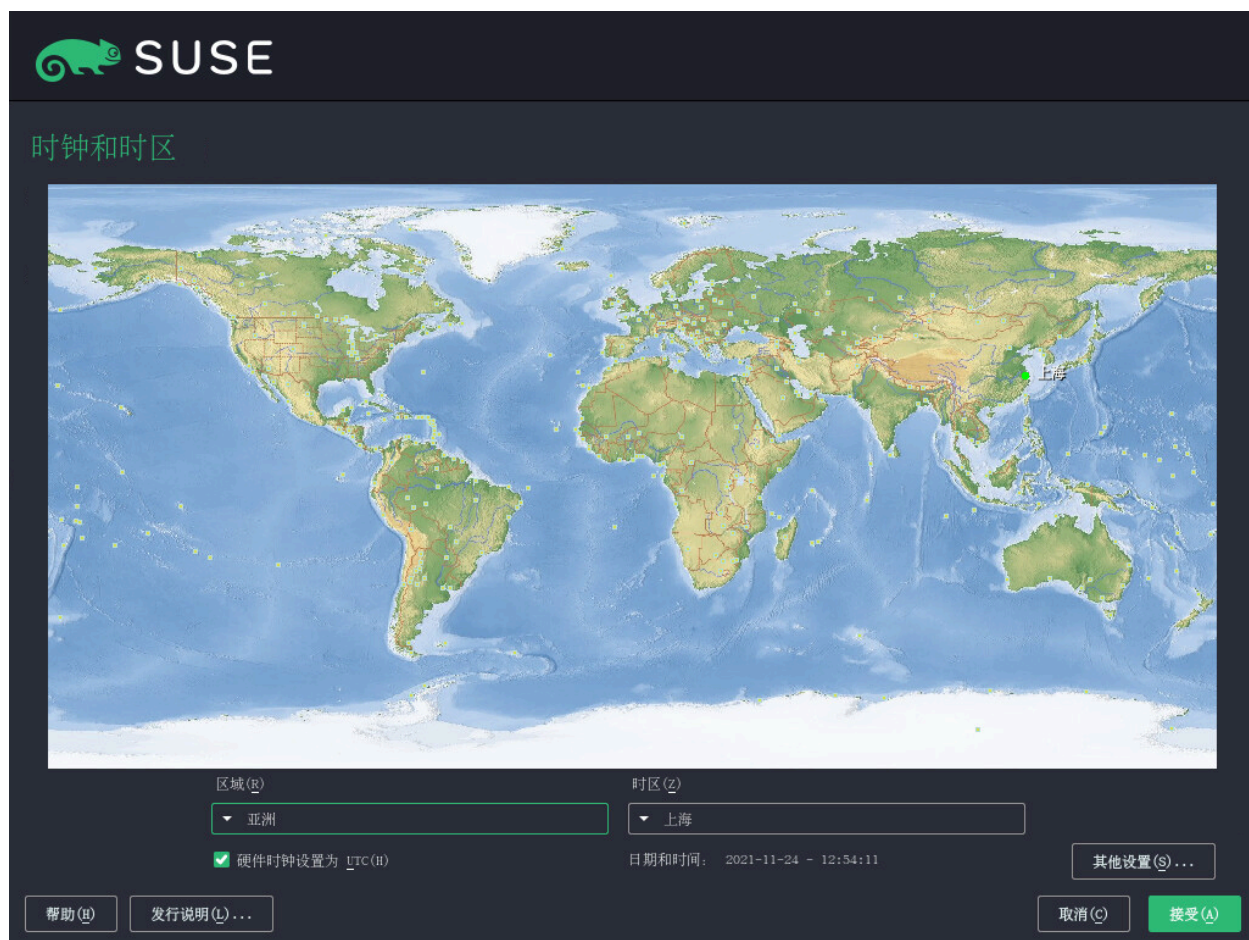 SUSE
时钟和时区
上海
区域(R)
时区(Z)
亚洲
上海
硬件时钟设置为 UTC(H)
日期和时间: 2021-11-24 - 12:54:11
其他设置(S)...
帮助(H)
发行说明(L)...
取消(C)
接受(A)